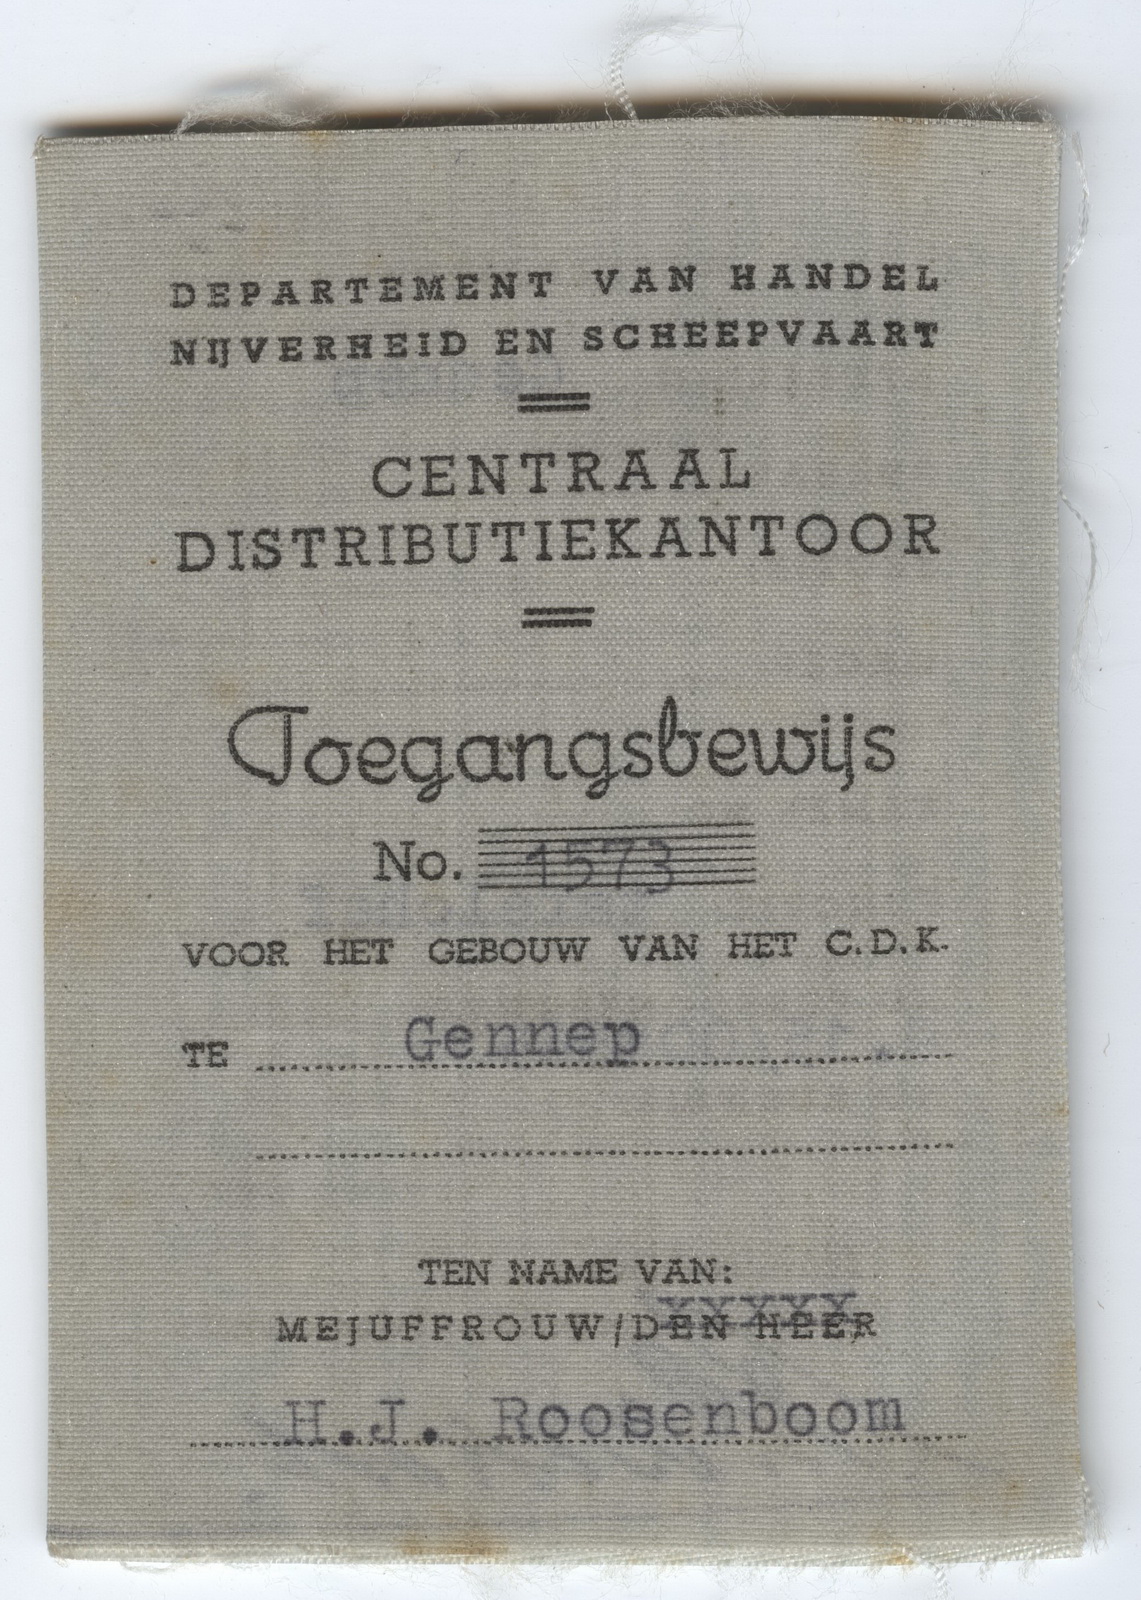 DEPARTEMENT VAN HANDEL
NIJVERHEID EN SCHEEPVAART
CENTRAAL
DISTRIBUTIEKANTOOR
Toegangsbewijs
No. 1573
VOOR HET GEBOUW VAN HET C.D.K.
TE Gennep
TEN NAME VAN:
MEJUFFROUW/DEN HEER
H.J. Roosenboom